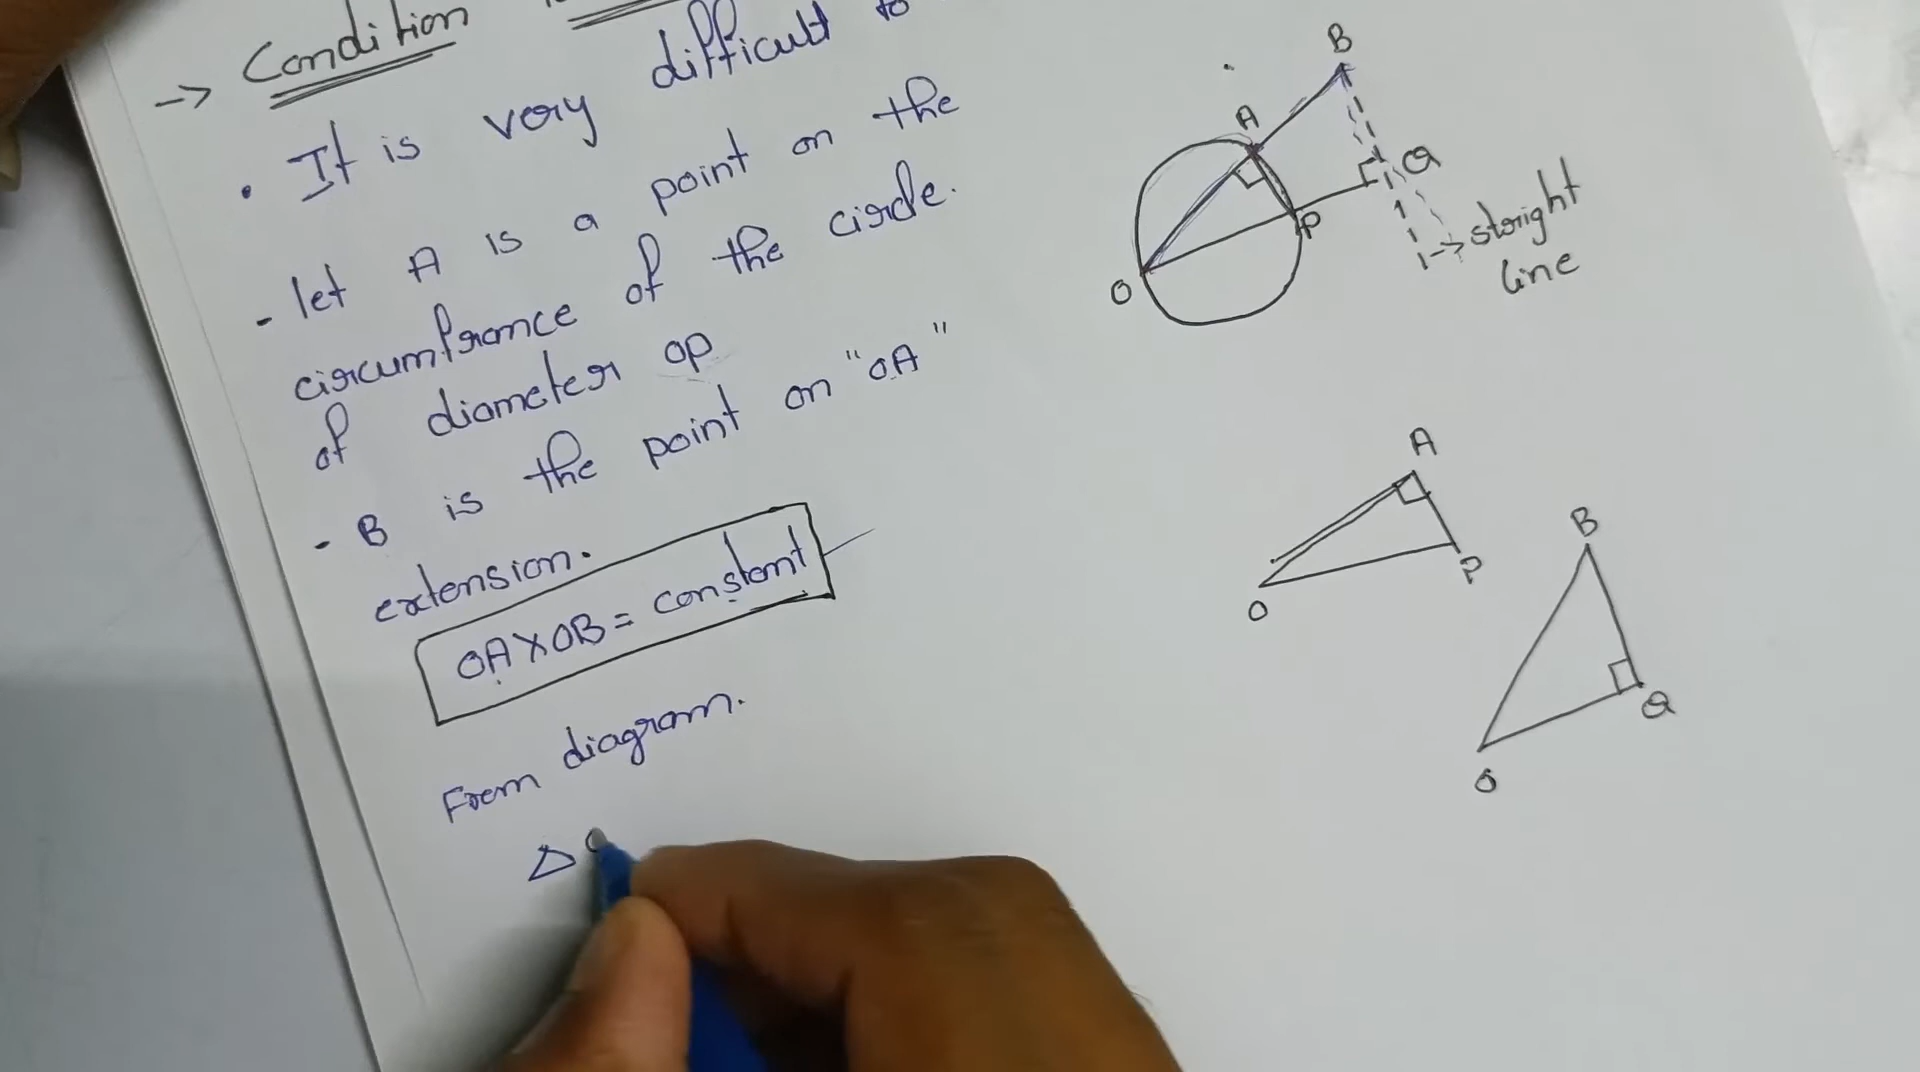 -> Condition
• It is very difficult to
- let A is a point on the
circumfrance of the circle.
of diameter OP
- B is the point on "OA"
extension.
OA X OB = constant
From diagram.
Δ
B
A
Q
P
O
-> straight
line
A
P
O
B
Q
O